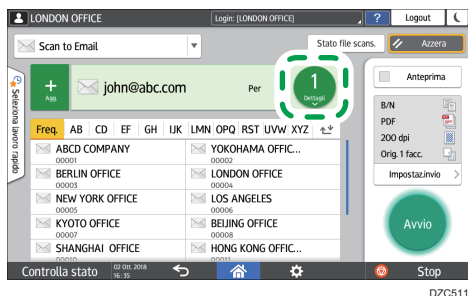 LONDON OFFICE
Login: [LONDON OFFICE]
?
Logout
Scan to Email
Stato file scans.
Azzera
Seleziona lavoro rapido
+
Agg.
john@abc.com
Per
1
Dettagli
Anteprima
B/N
PDF
200 dpi
Orig. 1 facc.
Impostaz.invio
Freq. AB CD EF GH IJK LMN OPQ RST UVW XYZ
ABCD COMPANY
00001
YOKOHAMA OFFIC...
00002
BERLIN OFFICE
00003
LONDON OFFICE
00004
NEW YORK OFFICE
00005
LOS ANGELES
00006
KYOTO OFFICE
00007
BEIJING OFFICE
00008
SHANGHAI OFFICE
00010
HONG KONG OFFIC...
00011
Avvio
Controlla stato
02 Ott. 2018
16:35
Stop
DZC511